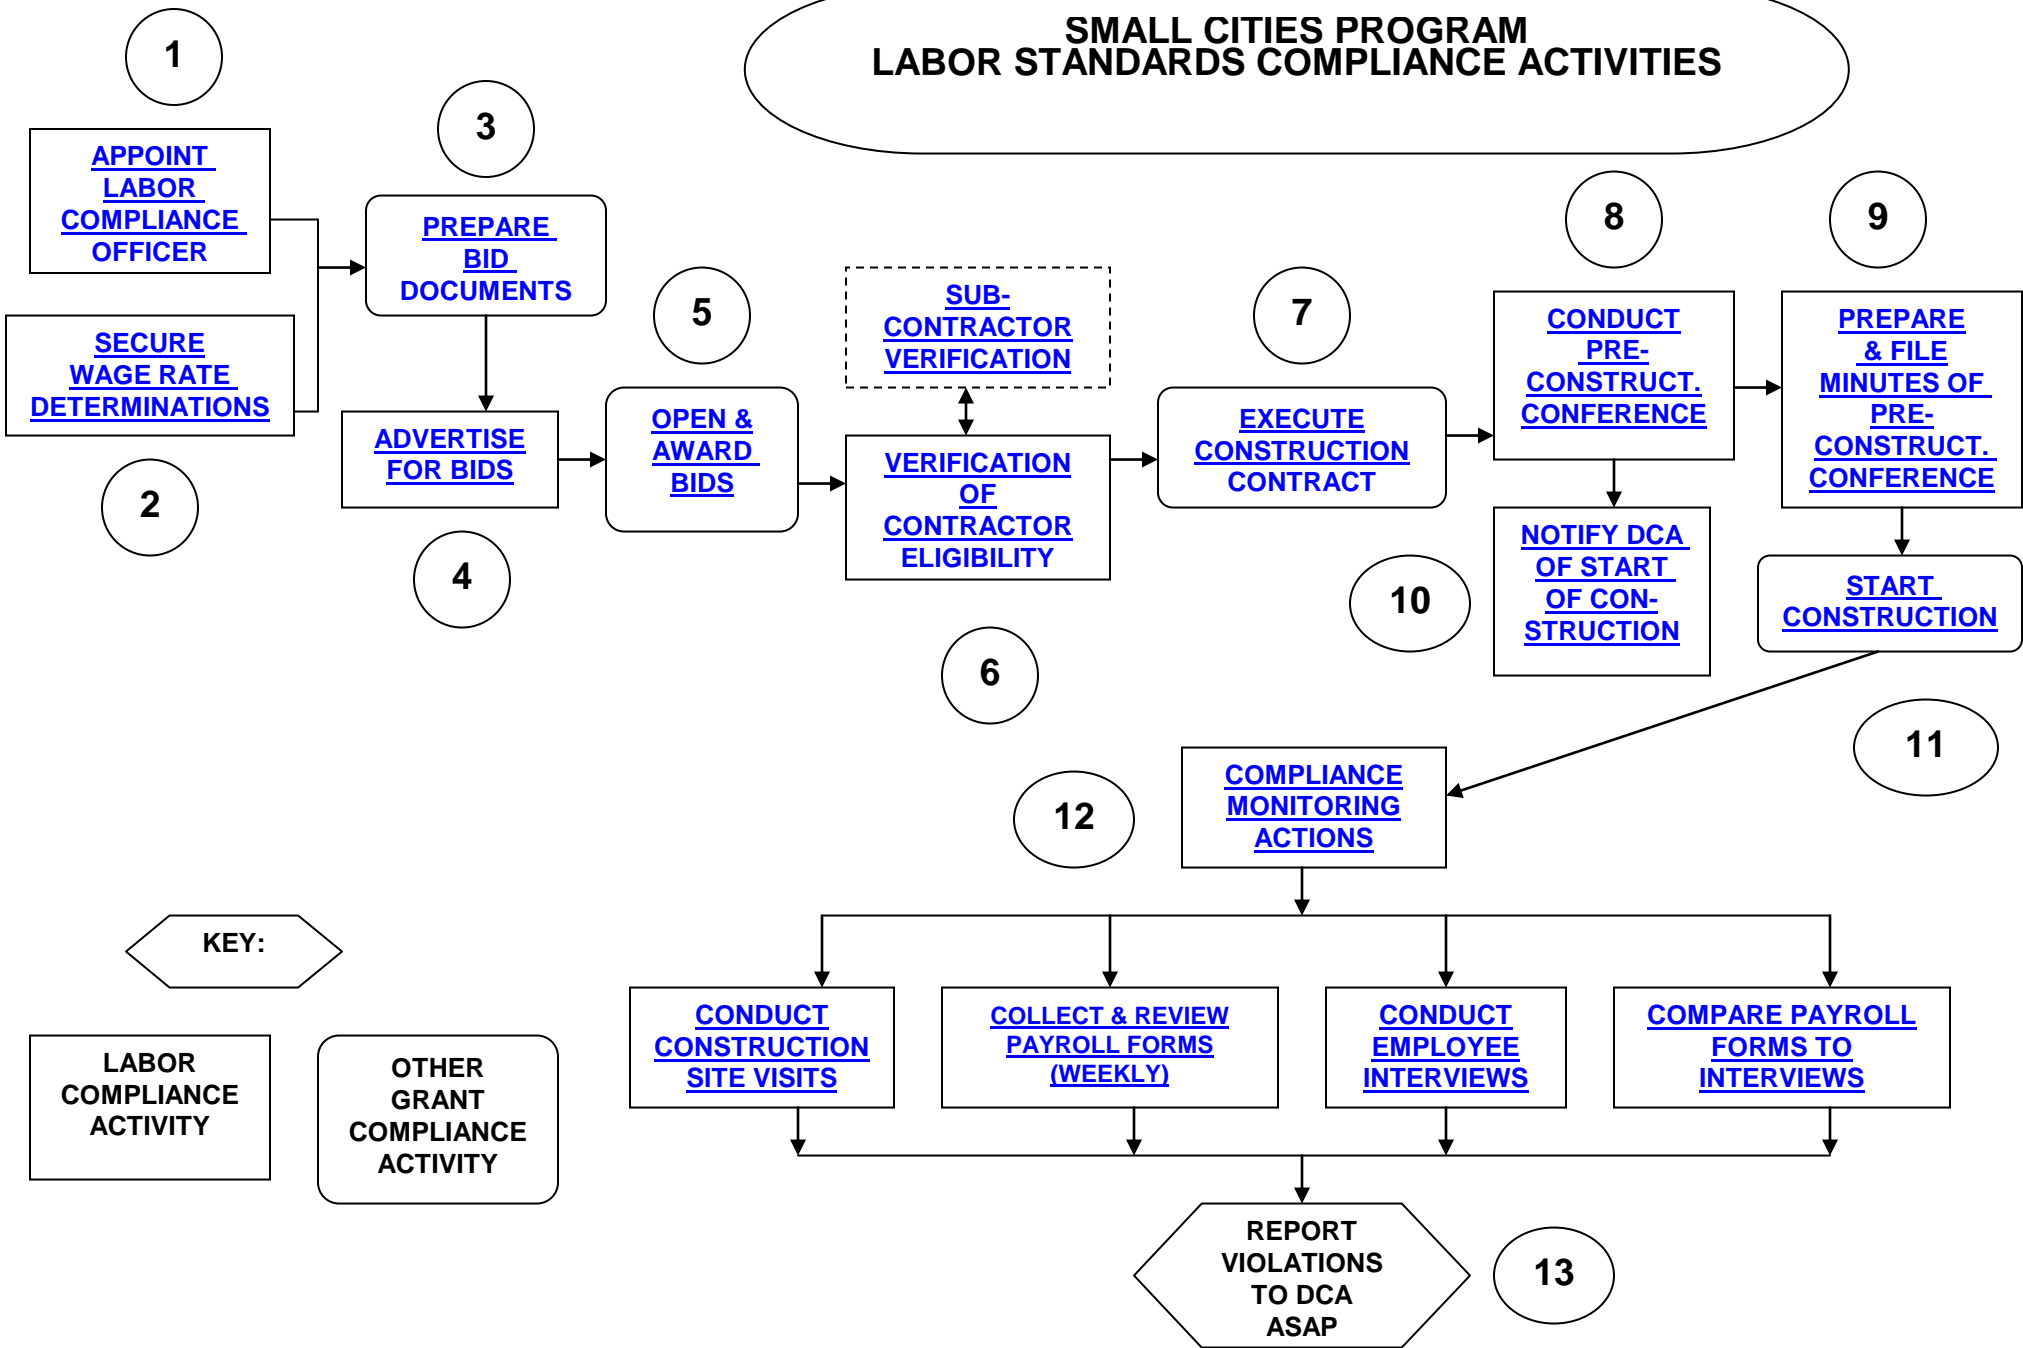 SMALL CITIES PROGRAM
LABOR STANDARDS COMPLIANCE ACTIVITIES
1
APPOINT
LABOR
COMPLIANCE
OFFICER
SECURE
WAGE RATE
DETERMINATIONS
2
3
PREPARE
BID
DOCUMENTS
ADVERTISE
FOR BIDS
4
5
OPEN &
AWARD
BIDS
SUB-
CONTRACTOR
VERIFICATION
VERIFICATION
OF
CONTRACTOR
ELIGIBILITY
6
7
EXECUTE
CONSTRUCTION
CONTRACT
8
CONDUCT
PRE-
CONSTRUCT.
CONFERENCE
9
PREPARE
& FILE
MINUTES OF
PRE-
CONSTRUCT.
CONFERENCE
10
NOTIFY DCA
OF START
OF CON-
STRUCTION
START
CONSTRUCTION
11
12
COMPLIANCE
MONITORING
ACTIONS
KEY:
LABOR
COMPLIANCE
ACTIVITY
OTHER
GRANT
COMPLIANCE
ACTIVITY
CONDUCT
CONSTRUCTION
SITE VISITS
COLLECT & REVIEW
PAYROLL FORMS
(WEEKLY)
CONDUCT
EMPLOYEE
INTERVIEWS
COMPARE PAYROLL
FORMS TO
INTERVIEWS
REPORT
VIOLATIONS
TO DCA
ASAP
13